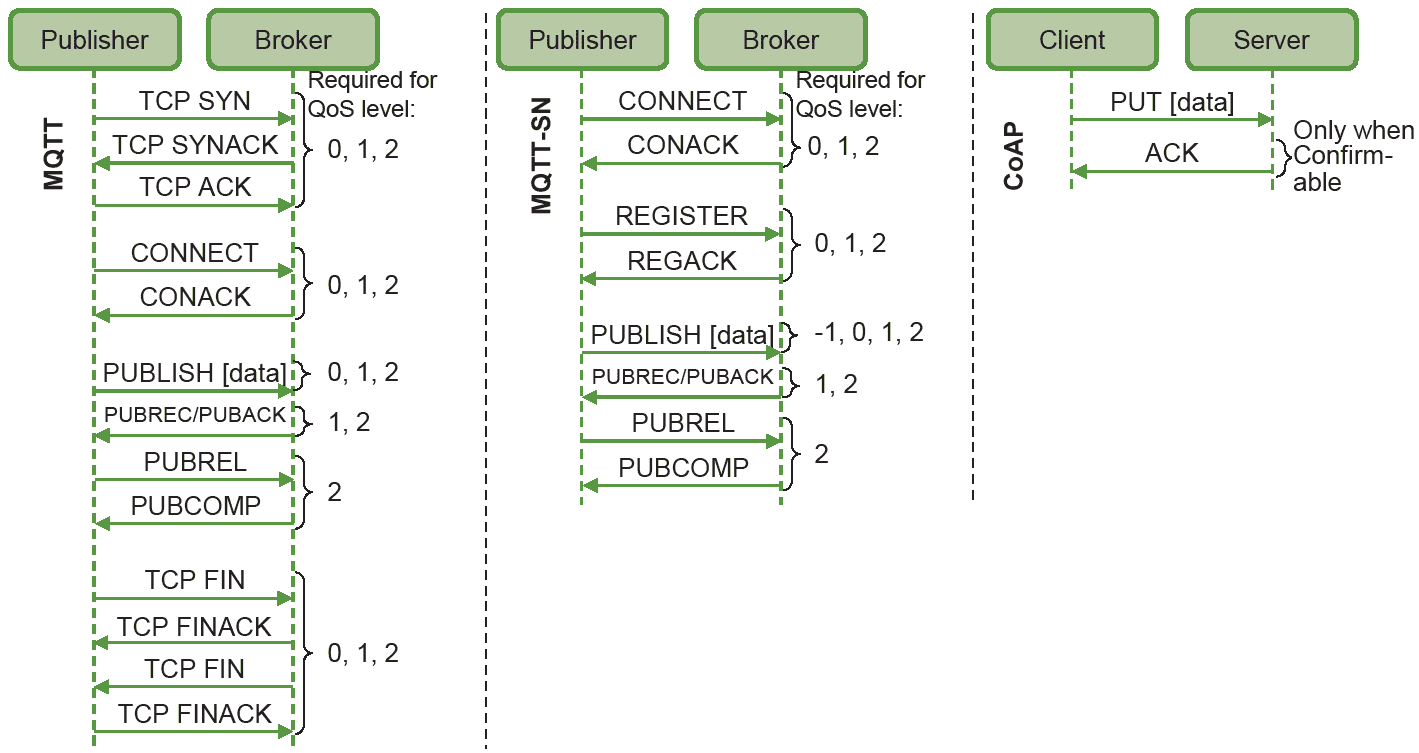 Publisher
Broker
Required for
QoS level:
MQTT
TCP SYN
TCP SYNACK
0, 1, 2
TCP ACK
CONNECT
0, 1, 2
CONACK
PUBLISH [data]
0, 1, 2
PUBREC/PUBACK
1, 2
PUBREL
2
PUBCOMP
TCP FIN
TCP FINACK
0, 1, 2
TCP FIN
TCP FINACK
Publisher
Broker
Required for
QoS level:
MQTT-SN
CONNECT
CONACK
0, 1, 2
REGISTER
0, 1, 2
REGACK
PUBLISH [data]
-1, 0, 1, 2
PUBREC/PUBACK
1, 2
PUBREL
2
PUBCOMP
Client
Server
CoAP
PUT [data]
ACK
Only when
Confirm-
able